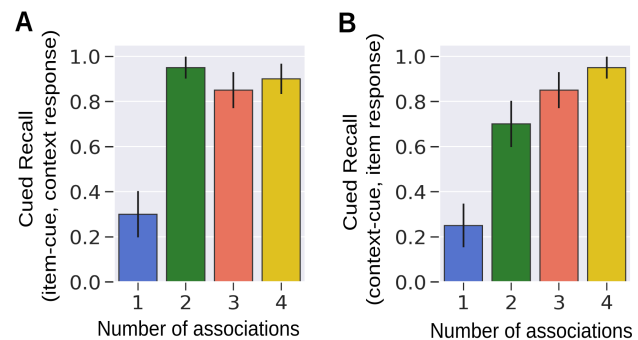 A
Cued Recall
(item-cue, context response)
1.0
0.8
0.6
0.4
0.2
0.0
1 2 3 4
Number of associations
B
Cued Recall
(context-cue, item response)
1.0
0.8
0.6
0.4
0.2
0.0
1 2 3 4
Number of associations